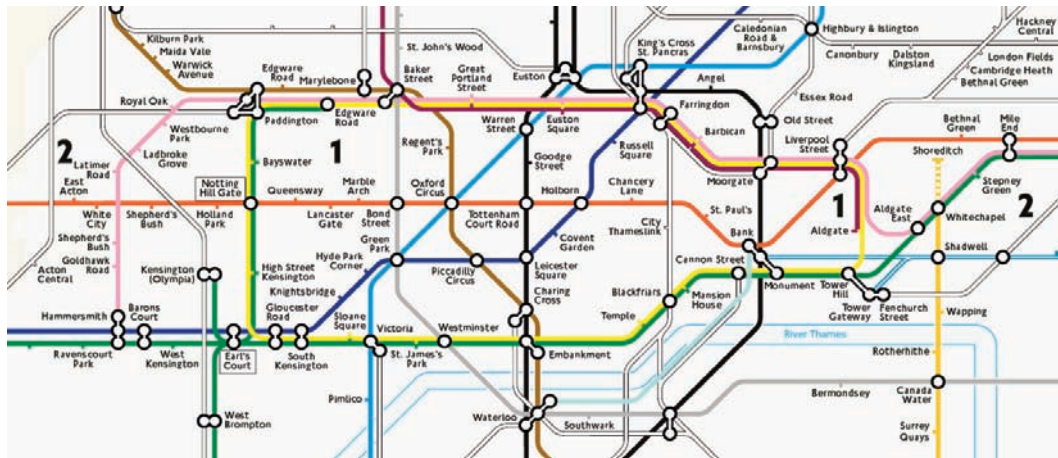 Kilburn Park
Maida Vale
Warwick
Avenue
Royal Oak
Westbourne
Park
Ladbroke
Grove
2
Latimer
Road
East
Acton
White
City
Shepherd's
Bush
Holland
Park
Shepherd's
Bush
Goldhawk
Road
Acton
Central
Kensington
(Olympia)
Hammersmith
Barons
Court
Ravenscourt
Park
West
Kensington
Earl's
Court
West
Brompton
Edgware
Road
Marylebone
Paddington
Edgware
Road
Bayswater
1
Notting
Hill Gate
Queensway
Lancaster
Gate
Marble
Arch
Bond
Street
High Street
Kensington
Hyde Park
Corner
Knightsbridge
Gloucester
Road
South
Kensington
Sloane
Square
Victoria
St. James's
Park
Westminster
Pimlico
St. John's Wood
Baker
Street
Great
Portland
Street
Regent's
Park
Oxford
Circus
Green
Park
Piccadilly
Circus
Euston
Warren
Street
Euston
Square
Goodge
Street
Tottenham
Court Road
Holborn
Leicester
Square
Covent
Garden
Charing
Cross
Embankment
Waterloo
Southwark
King's Cross
St. Pancras
Russell
Square
Chancery
Lane
Farringdon
Barbican
Moorgate
Angel
City
Thameslink
St. Paul's
Bank
Cannon Street
Blackfriars
Temple
Mansion
House
Monument
Caledonian
Road &
Barnsbury
Highbury & Islington
Canonbury
Dalston
Kingsland
Hackney
Central
London Fields
Cambridge Heath
Bethnal Green
Essex Road
Old Street
Liverpool
Street
1
Aldgate
Aldgate
East
Bethnal
Green
Mile
End
Shoreditch
Stepney
Green
Whitechapel
2
Shadwell
Tower
Hill
Tower
Gateway
Fenchurch
Street
Wapping
River Thames
Rotherhithe
Bermondsey
Canada
Water
Surrey
Quays